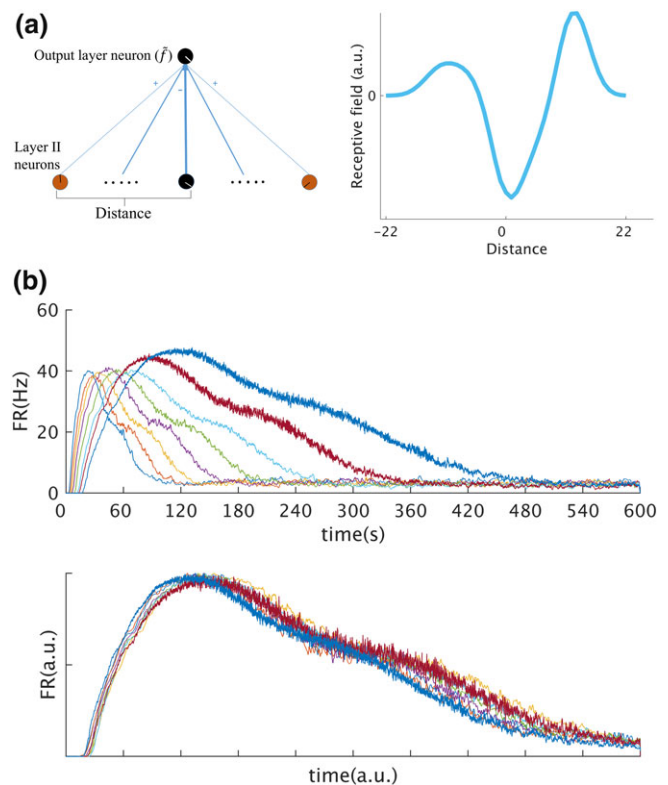 (a)
Output layer neuron (f̃)
+
−
+
Layer II
neurons
Distance
Receptive field (a.u.)
0
−22
0
22
Distance
(b)
60
40
20
0
FR(Hz)
0
60
120
180
240
300
360
420
480
540
600
time(s)
FR(a.u.)
time(a.u.)